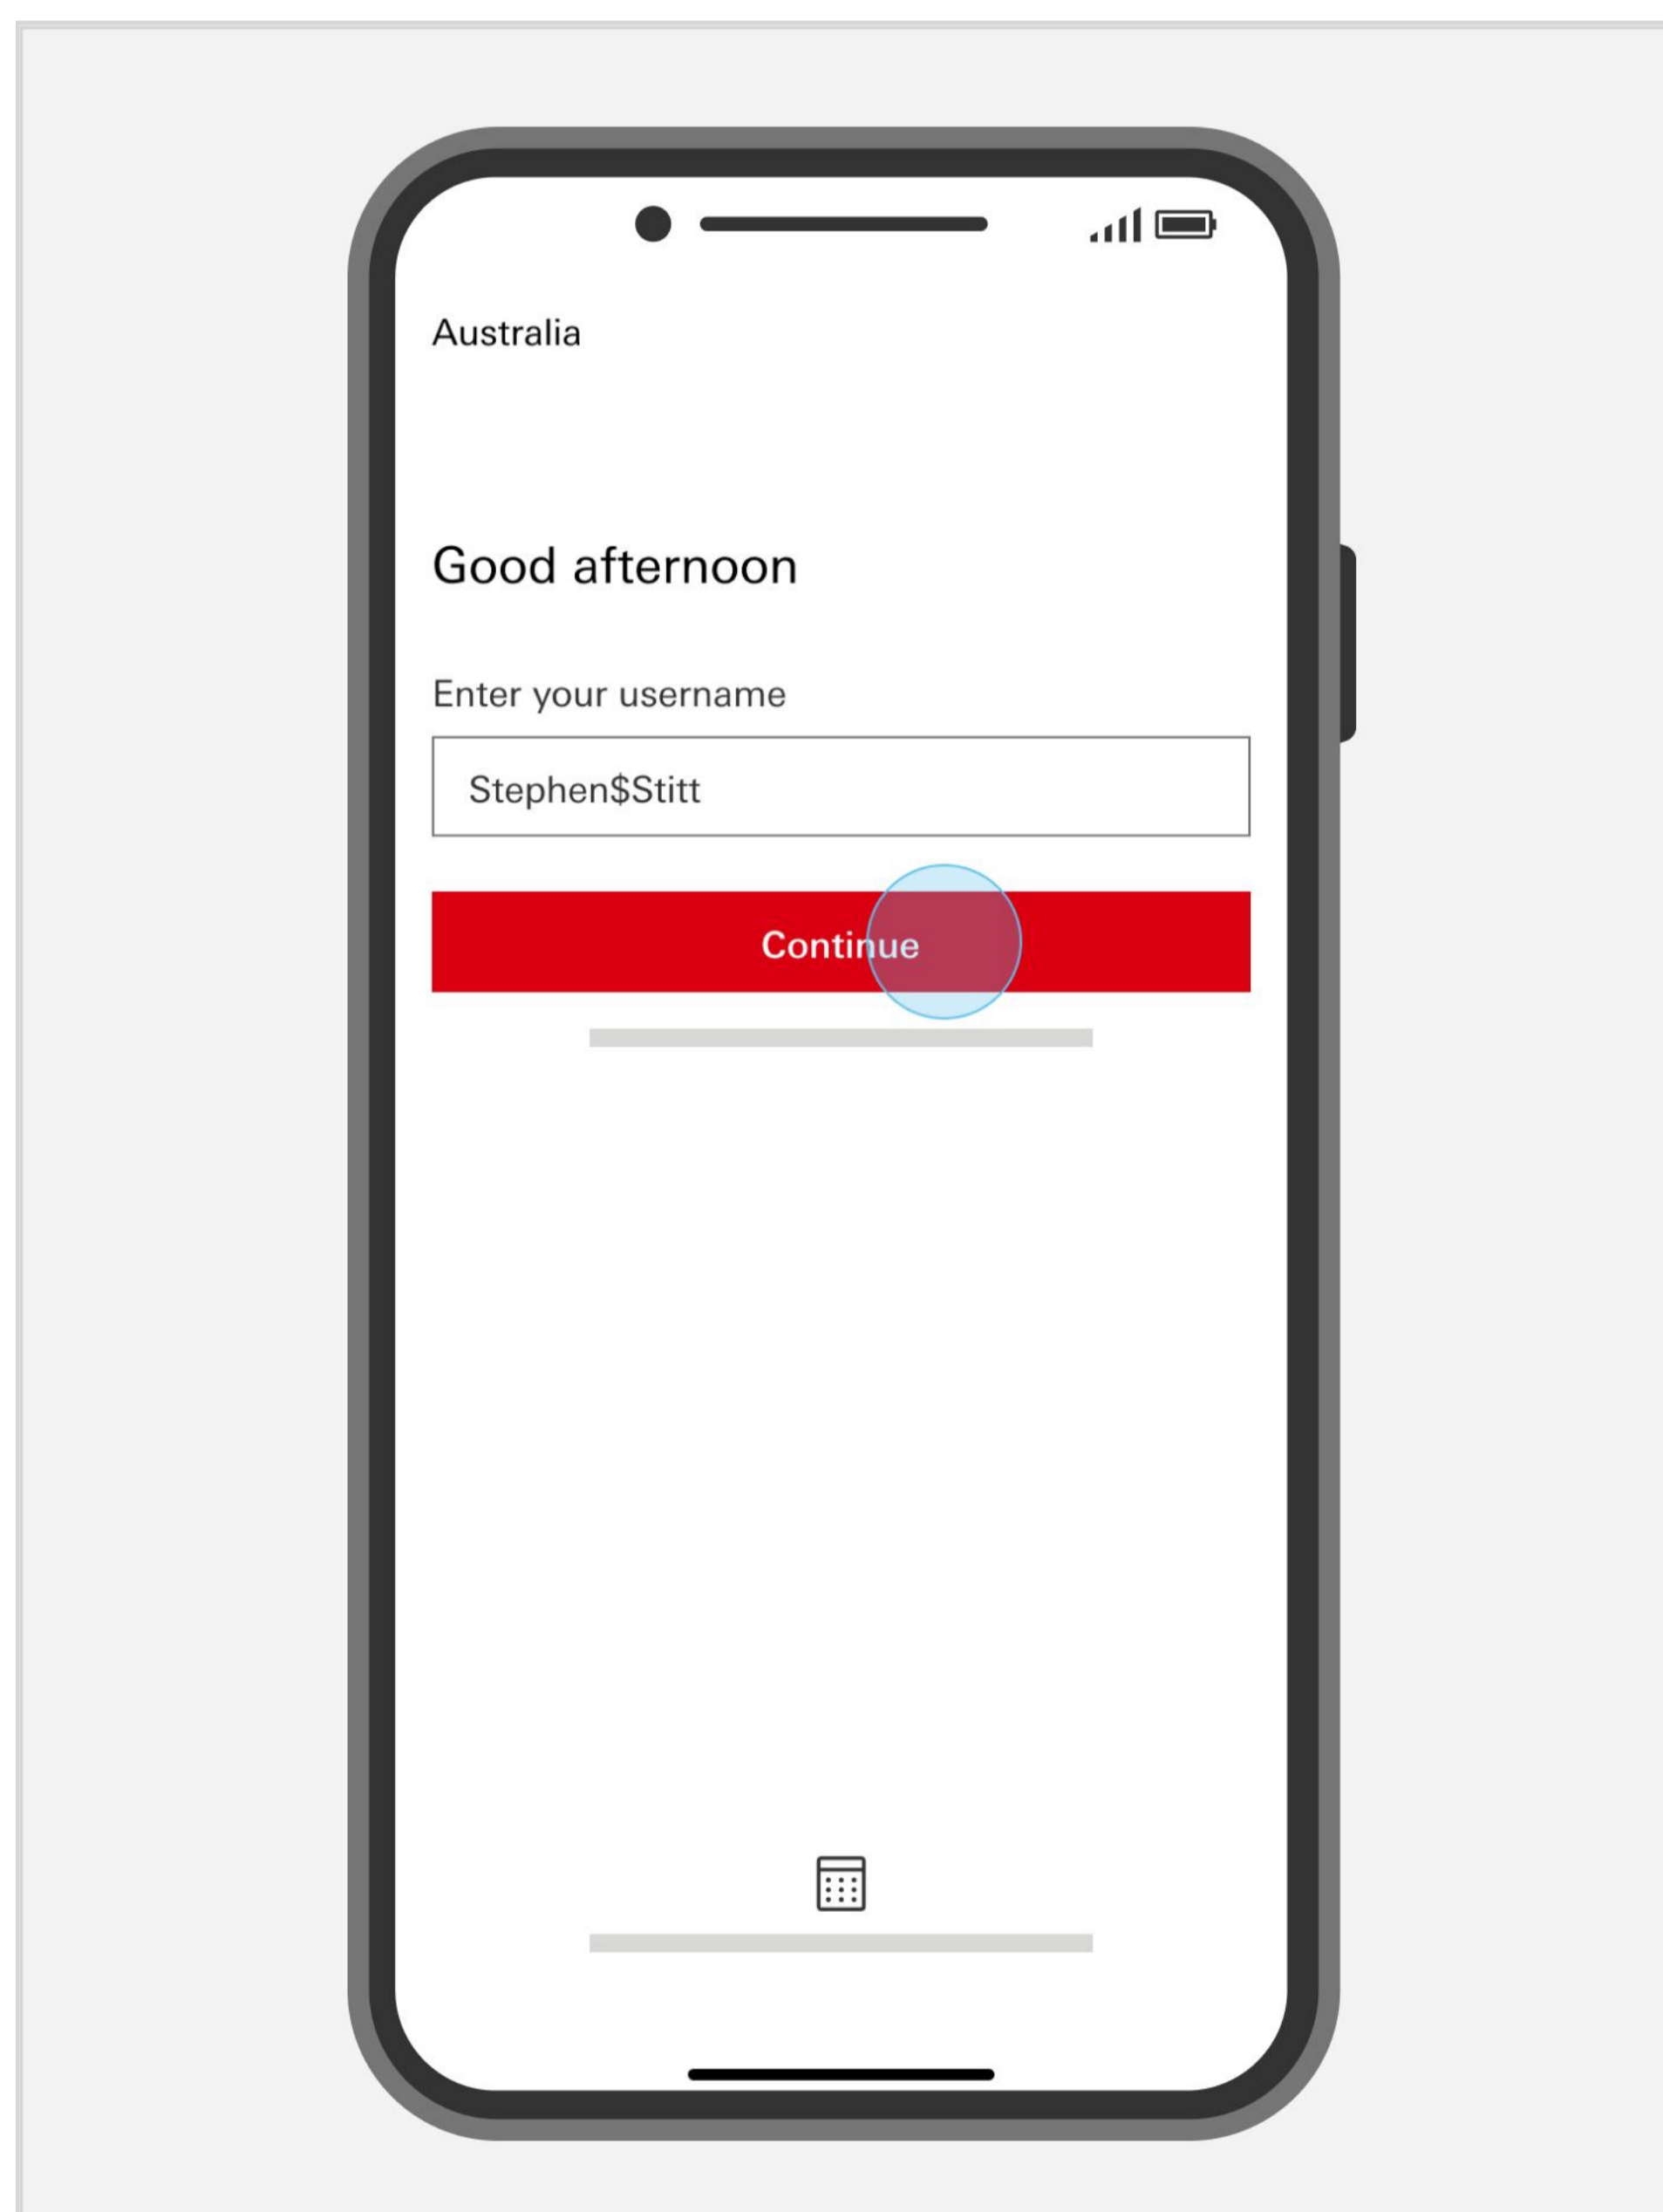 Australia
Good afternoon
Enter your username
Stephen$Stitt
Continue